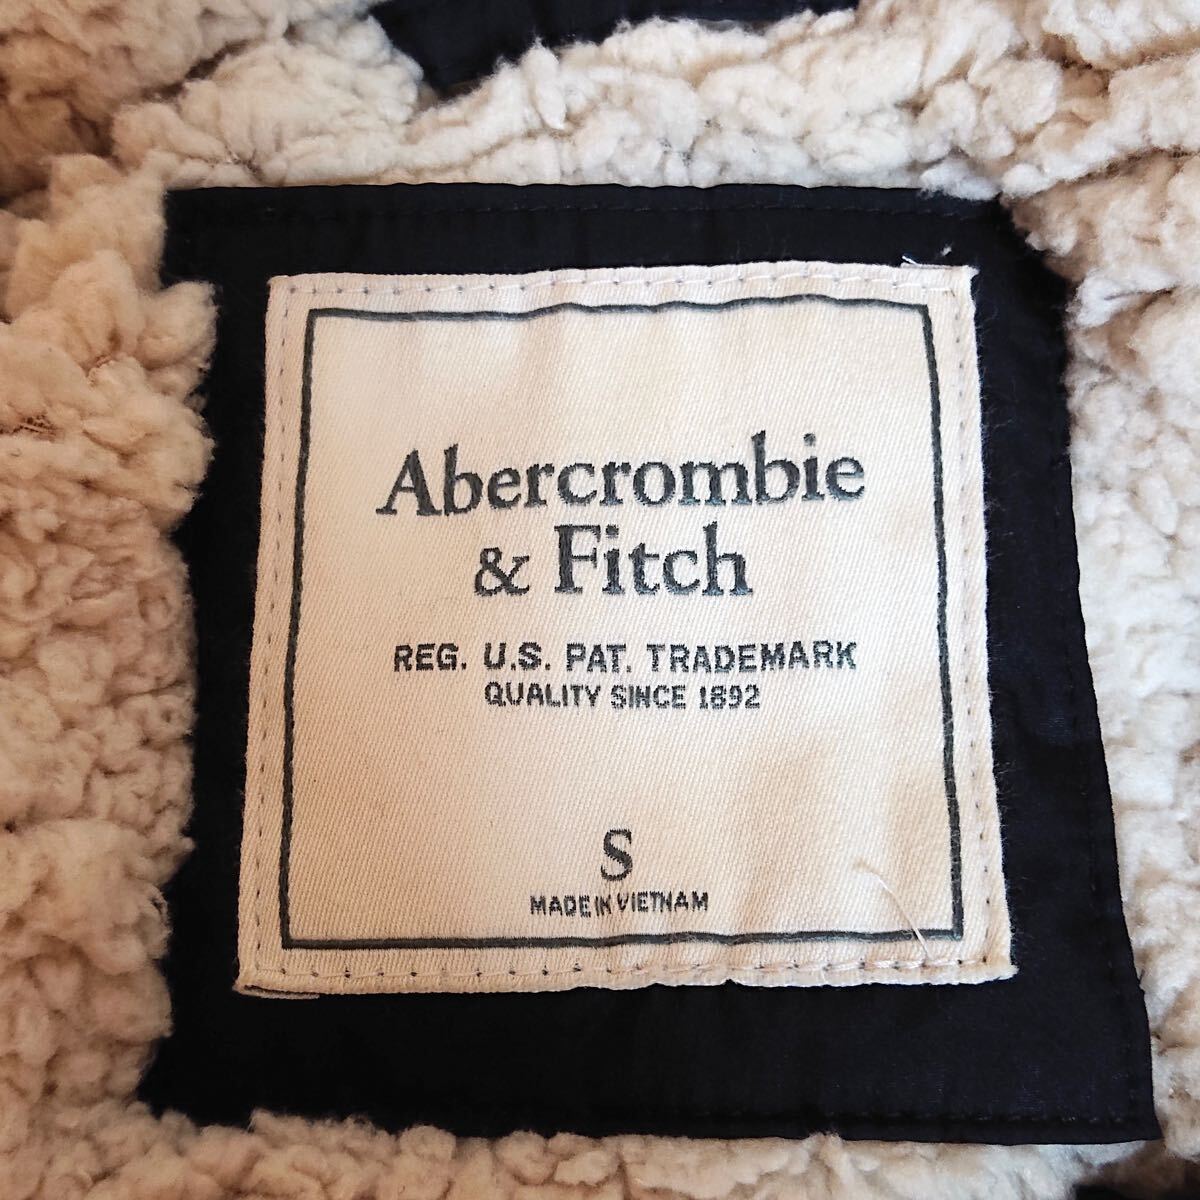 Abercrombie
& Fitch
REG. U.S. PAT. TRADEMARK
QUALITY SINCE 1892
S
MADE IN VIETNAM